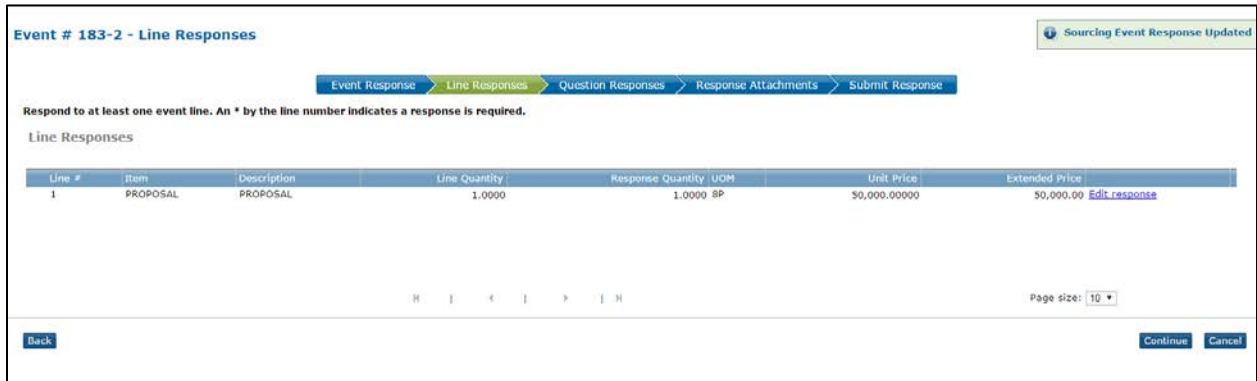 Event # 183-2 - Line Responses
Sourcing Event Response Updated
Event Response Line Responses Question Responses Response Attachments Submit Response
Respond to at least one event line. An * by the line number indicates a response is required.
Line Responses
Line # Item Description Line Quantity Response Quantity UOM Unit Price Extended Price
1 PROPOSAL PROPOSAL 1.0000 1.0000 8P 50,000.00000 50,000.00 Edit response
Page size: 10
Back Continue Cancel